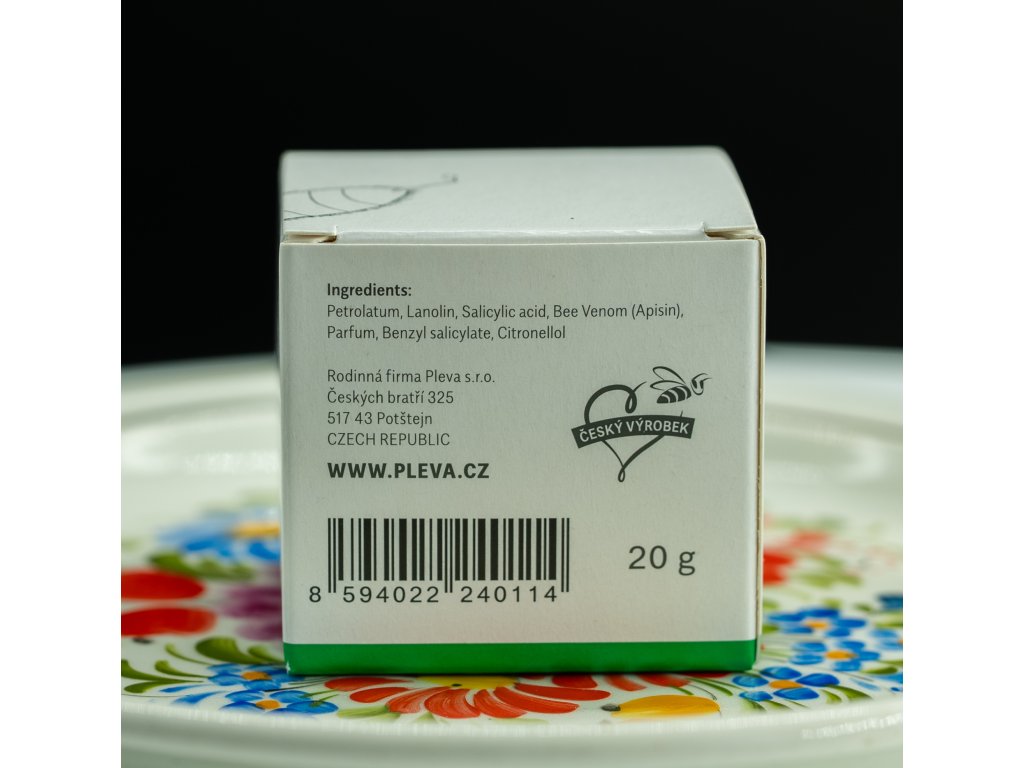 Ingredients:
Petrolatum, Lanolin, Salicylic acid, Bee Venom (Apisin),
Parfum, Benzyl salicylate, Citronellol
Rodinná firma Pleva s.r.o.
Českých bratří 325
517 43 Potštejn
CZECH REPUBLIC
WWW.PLEVA.CZ
ČESKÝ VÝROBEK
8 594022 240114
20 g